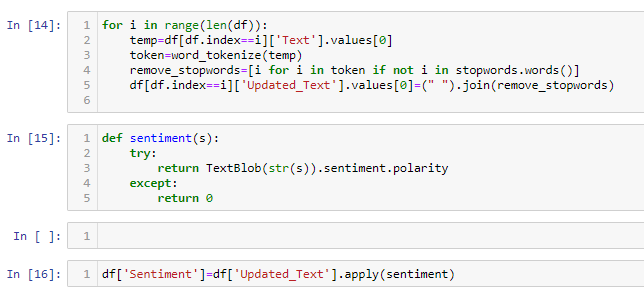 In [14]: 1 for i in range(len(df)):
2     temp=df[df.index==i]['Text'].values[0]
3     token=word_tokenize(temp)
4     remove_stopwords=[i for i in token if not i in stopwords.words()]
5     df[df.index==i]['Updated_Text'].values[0]=(" ").join(remove_stopwords)
6
In [15]: 1 def sentiment(s):
2     try:
3         return TextBlob(str(s)).sentiment.polarity
4     except:
5         return 0
In [ ]: 1
In [16]: 1 df['Sentiment']=df['Updated_Text'].apply(sentiment)